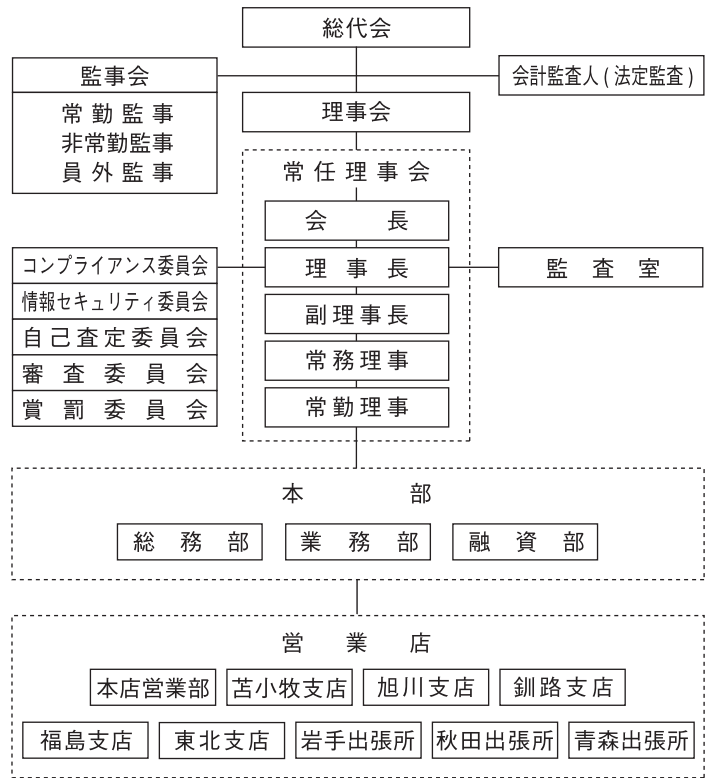 総代会
監事会
常勤監事
非常勤監事
員外監事
会計監査人(法定監査)
理事会
常任理事会
会長
理事長
副理事長
常務理事
常勤理事
コンプライアンス委員会
情報セキュリティ委員会
自己査定委員会
審査委員会
賞罰委員会
監査室
本部
総務部 業務部 融資部
営業店
本店営業部 苫小牧支店 旭川支店 釧路支店
福島支店 東北支店 岩手出張所 秋田出張所 青森出張所